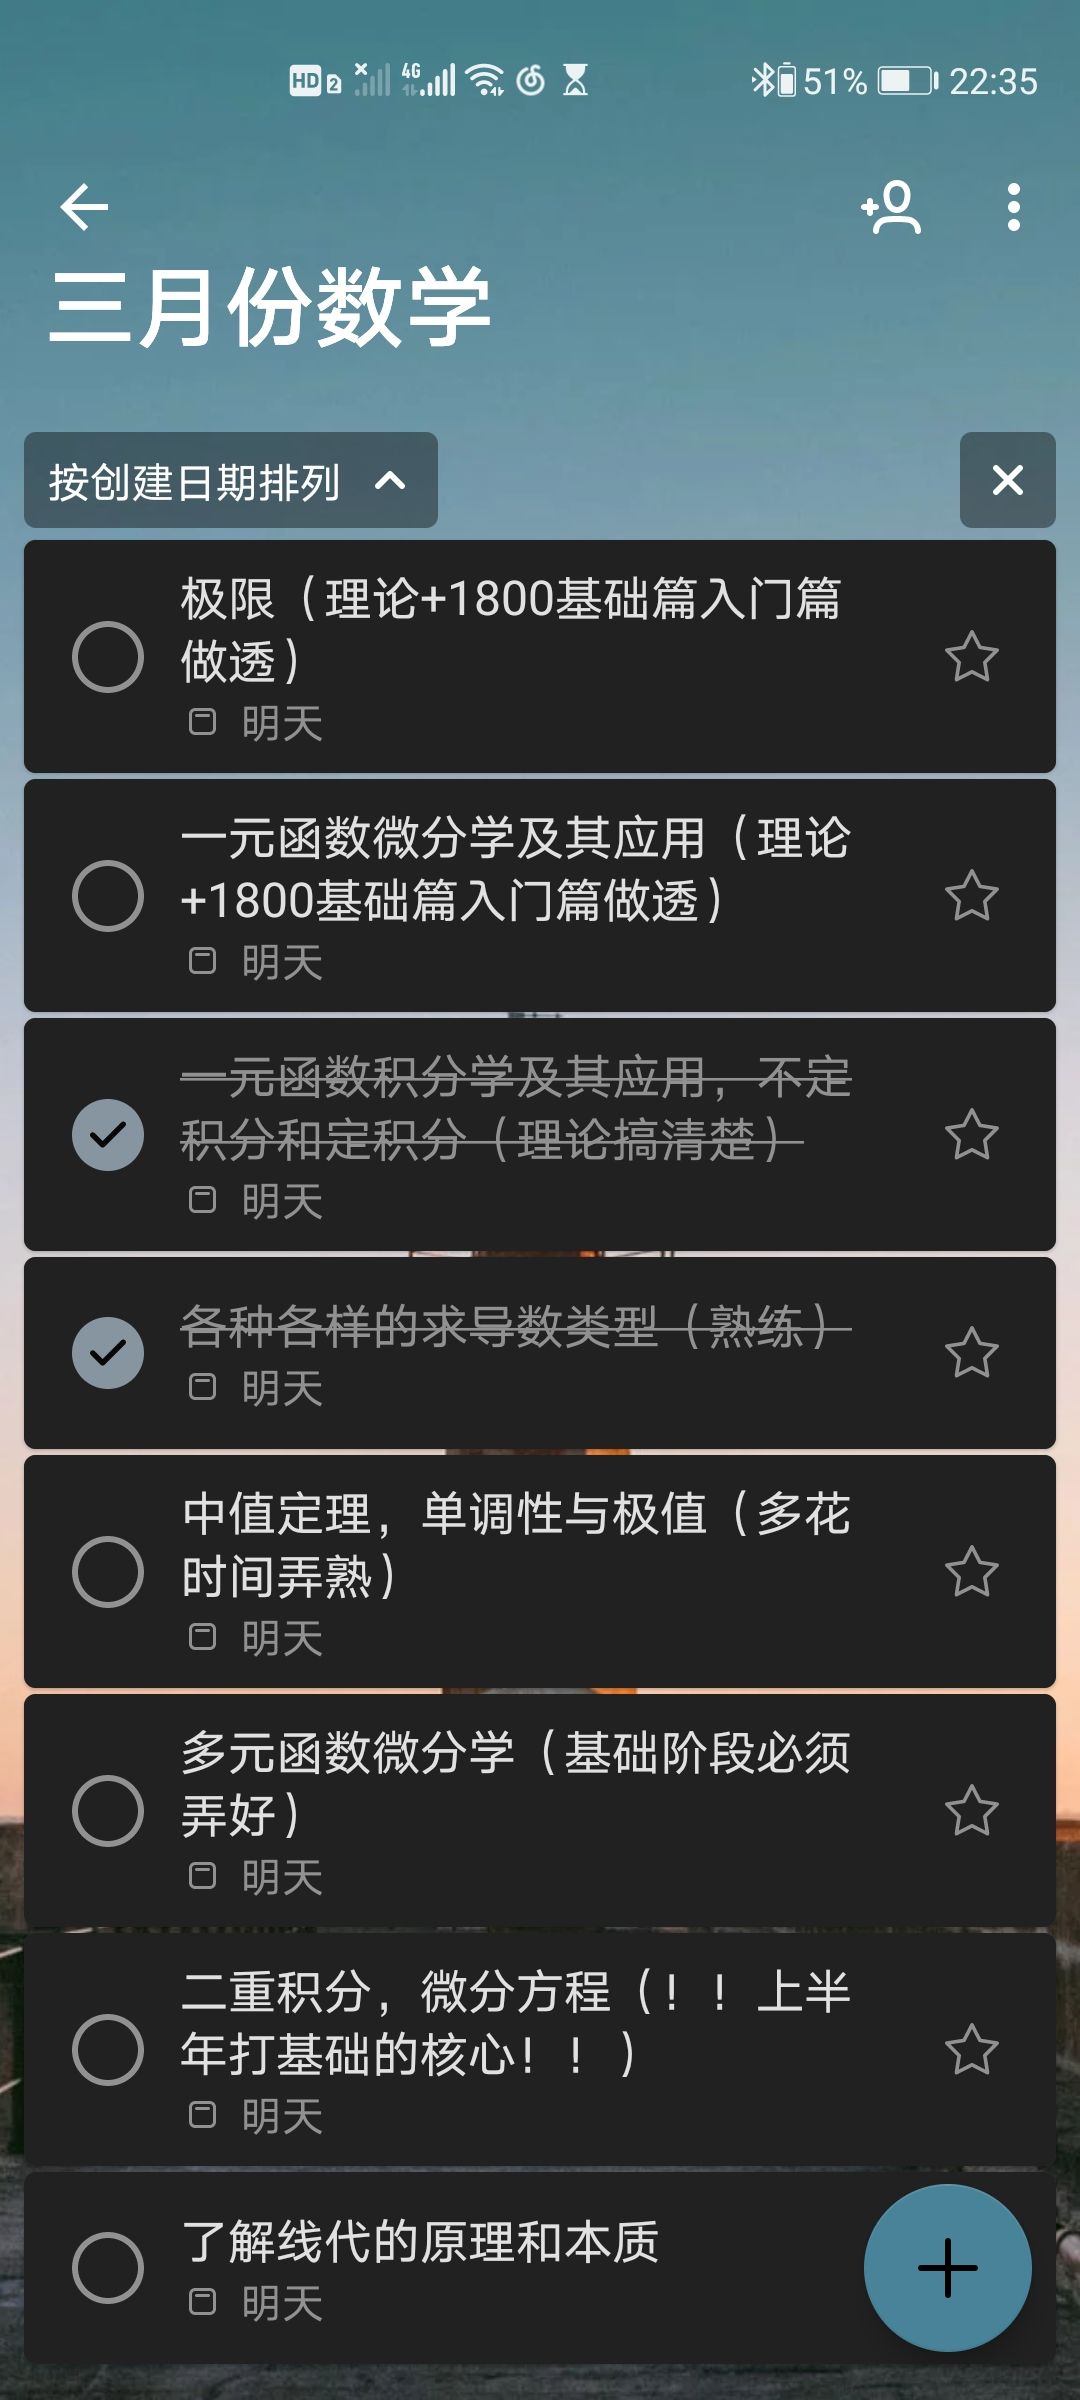 HD 2 4G 51% 22:35
三月份数学
按创建日期排列
极限（理论+1800基础篇入门篇
做透）
明天
一元函数微分学及其应用（理论
+1800基础篇入门篇做透）
明天
一元函数积分学及其应用，不定
积分和定积分（理论搞清楚）
明天
各种各样的求导数类型（熟练）
明天
中值定理，单调性与极值（多花
时间弄熟）
明天
多元函数微分学（基础阶段必须
弄好）
明天
二重积分，微分方程（！！上半
年打基础的核心！！）
明天
了解线代的原理和本质
明天